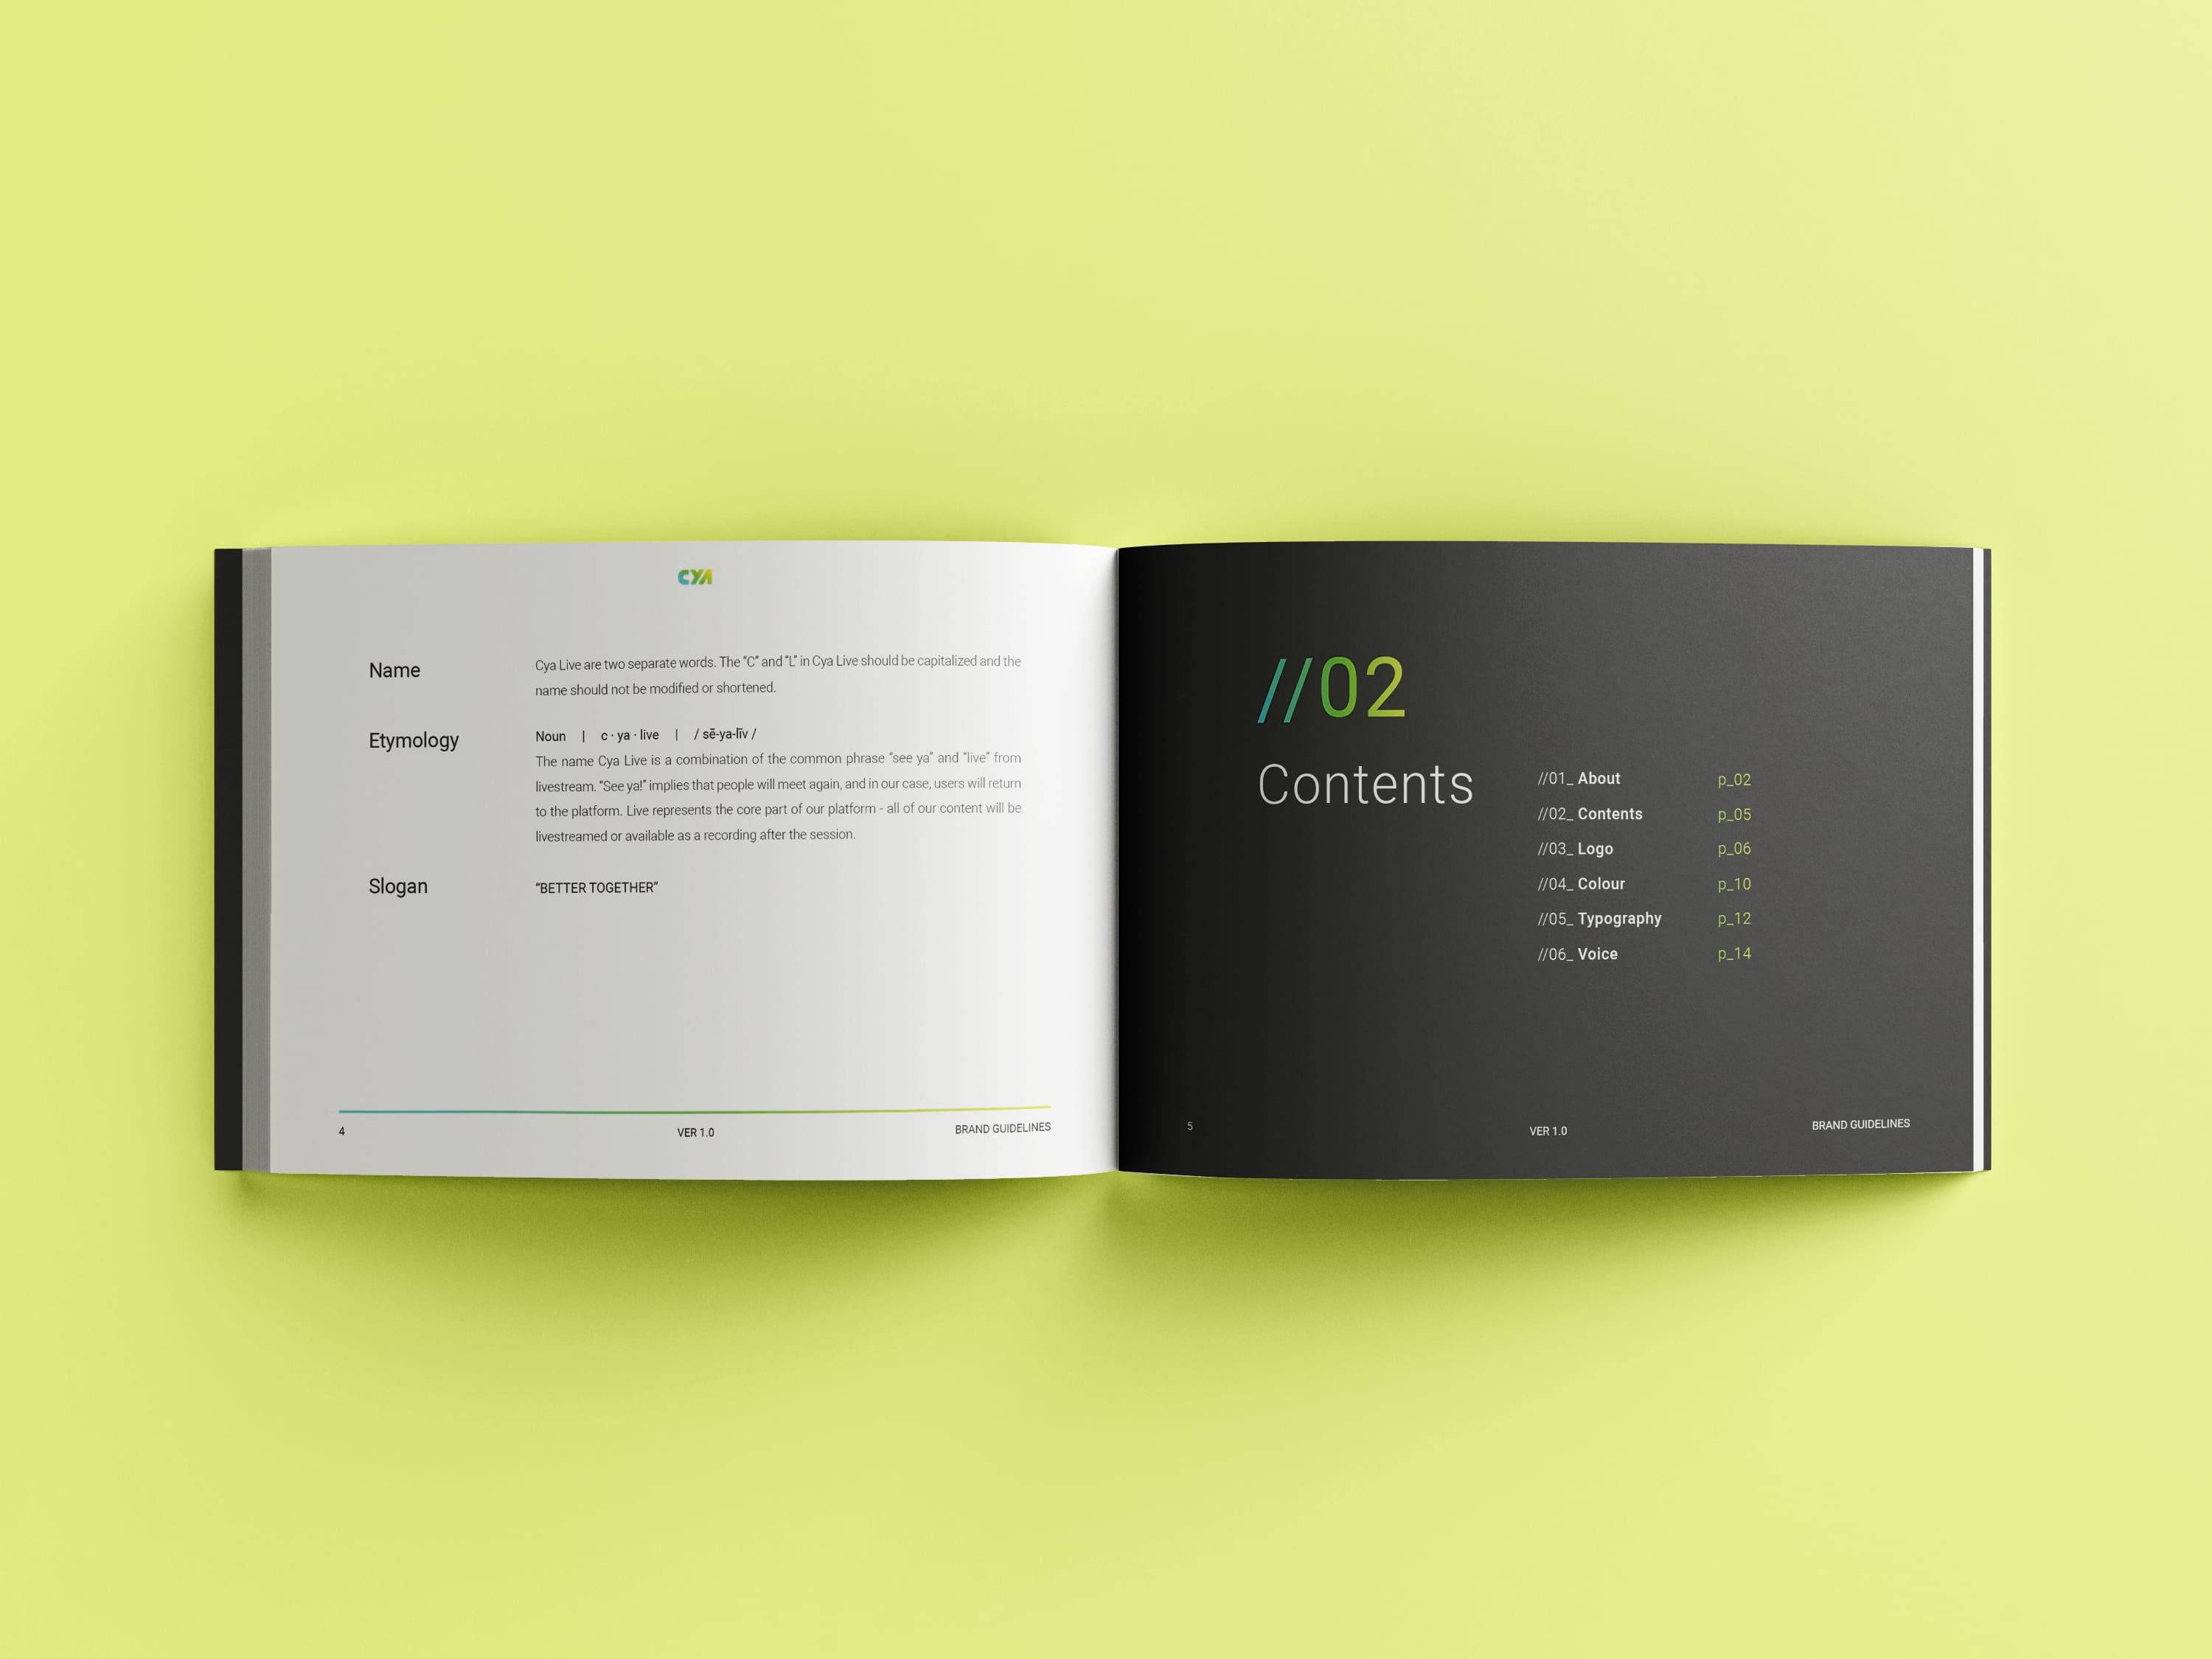 CYA
Name
Cya Live are two separate words. The “C” and “L” in Cya Live should be capitalized and the
name should not be modified or shortened.
Etymology
Noun | c · ya · live | / sē-ya-līv /
The name Cya Live is a combination of the common phrase “see ya” and “live” from
livestream. “See ya!” implies that people will meet again, and in our case, users will return
to the platform. Live represents the core part of our platform - all of our content will be
livestreamed or available as a recording after the session.
Slogan
“BETTER TOGETHER”
4
VER 1.0
BRAND GUIDELINES
//02
Contents
//01_ About p_02
//02_ Contents p_05
//03_ Logo p_06
//04_ Colour p_10
//05_ Typography p_12
//06_ Voice p_14
5
VER 1.0
BRAND GUIDELINES